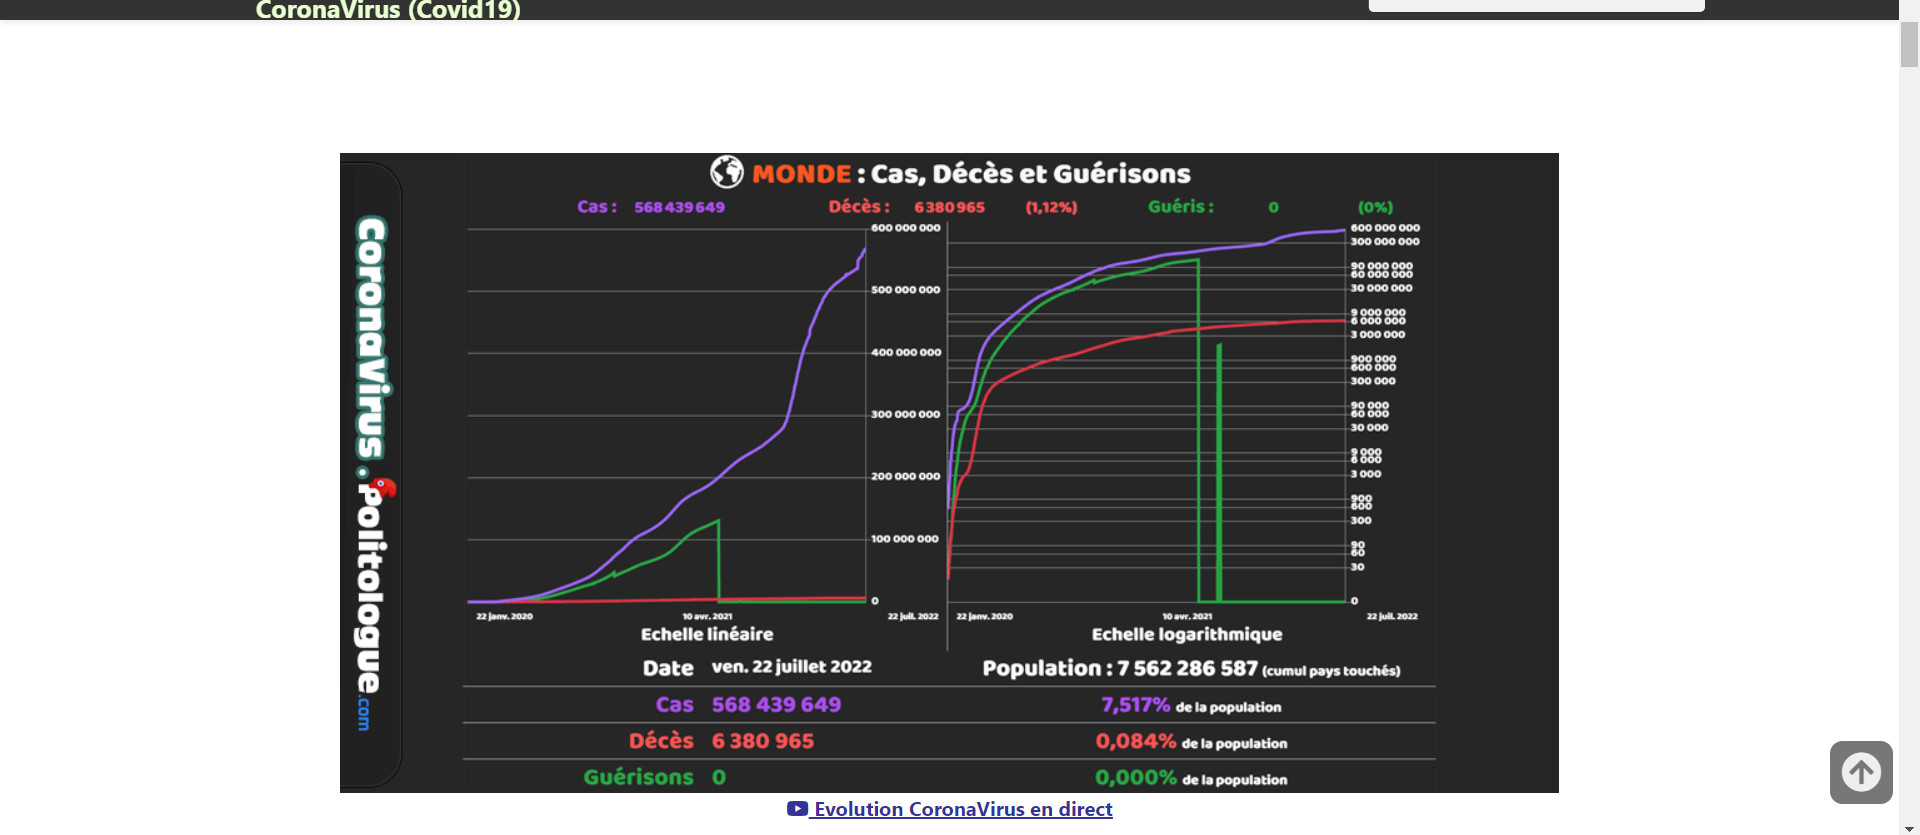 CoronaVirus (Covid19)
MONDE : Cas, Décès et Guérisons
Cas : 568 439 649 Décès : 6 380 965 (1,12%) Guéris : 0 (0%)
CoronaVirus.Politologue.com
600 000 000
500 000 000
400 000 000
300 000 000
200 000 000
100 000 000
0
22 janv. 2020 10 avr. 2021 22 juil. 2022
Echelle linéaire
600 000 000
300 000 000
90 000 000
60 000 000
30 000 000
9 000 000
6 000 000
3 000 000
900 000
600 000
300 000
90 000
60 000
30 000
9 000
6 000
3 000
900
600
300
90
60
30
0
22 janv. 2020 10 avr. 2021 22 juil. 2022
Echelle logarithmique
Date ven. 22 juillet 2022 Population : 7 562 286 587 (cumul pays touchés)
Cas 568 439 649 7,517% de la population
Décès 6 380 965 0,084% de la population
Guérisons 0 0,000% de la population
Evolution CoronaVirus en direct